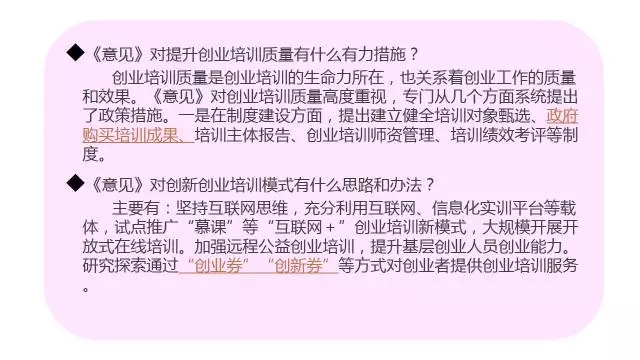 《意见》对提升创业培训质量有什么有力措施？
创业培训质量是创业培训的生命力所在，也关系着创业工作的质量
和效果。《意见》对创业培训质量高度重视，专门从几个方面系统提出
了政策措施。一是在制度建设方面，提出建立健全培训对象甄选、政府
购买培训成果、培训主体报告、创业培训师资管理、培训绩效考评等制
度。
《意见》对创新创业培训模式有什么思路和办法？
主要有：坚持互联网思维，充分利用互联网、信息化实训平台等载
体，试点推广“慕课”等“互联网＋”创业培训新模式，大规模开展开
放式在线培训。加强远程公益创业培训，提升基层创业人员创业能力。
研究探索通过“创业券”“创新券”等方式对创业者提供创业培训服务
。